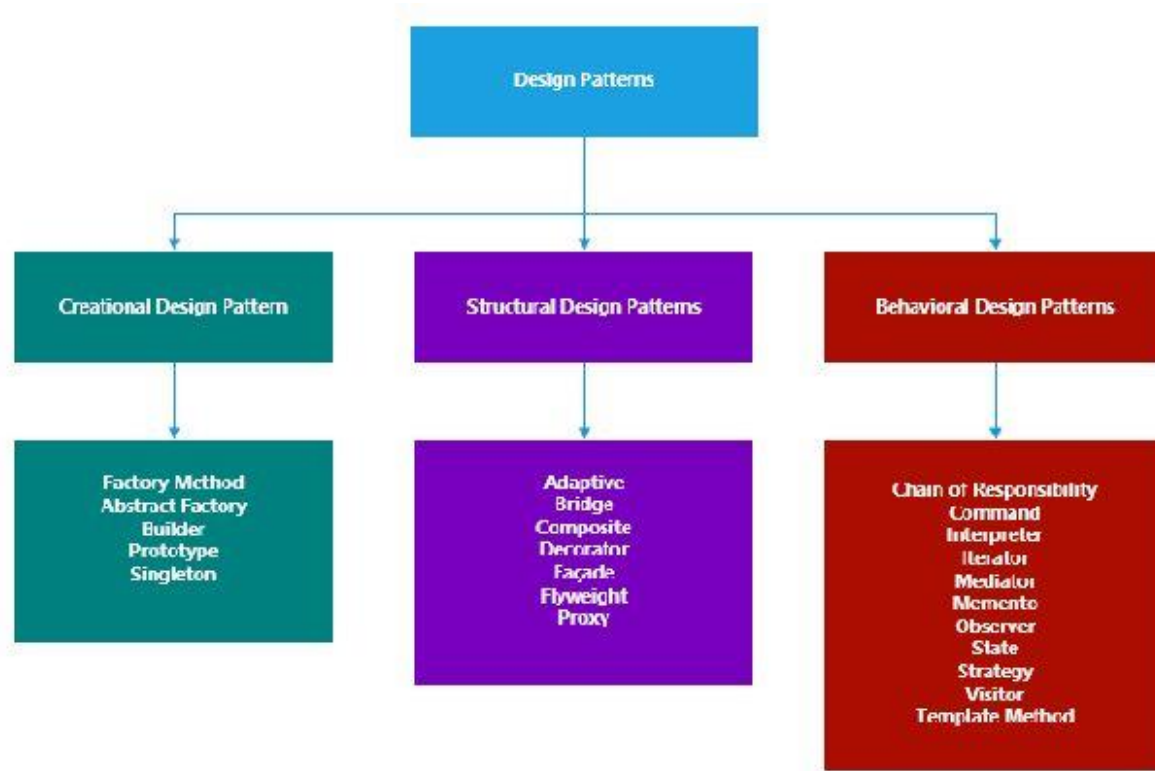 Design Patterns
Creational Design Pattern
Structural Design Patterns
Behavioral Design Patterns
Factory Method
Abstract Factory
Builder
Prototype
Singleton
Adaptive
Bridge
Composite
Decorator
Façade
Flyweight
Proxy
Chain of Responsibility
Command
Interpreter
Iterator
Mediator
Memento
Observer
State
Strategy
Visitor
Template Method